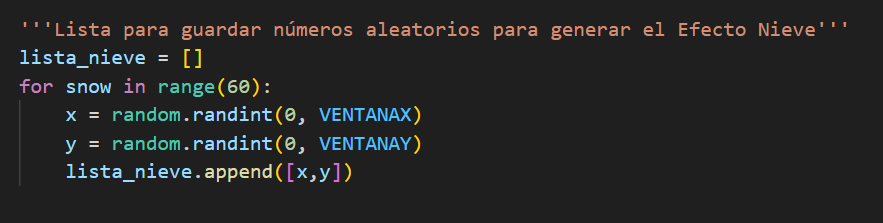 '''Lista para guardar números aleatorios para generar el Efecto Nieve'''
lista_nieve = []
for snow in range(60):
    x = random.randint(0, VENTANAX)
    y = random.randint(0, VENTANAY)
    lista_nieve.append([x,y])